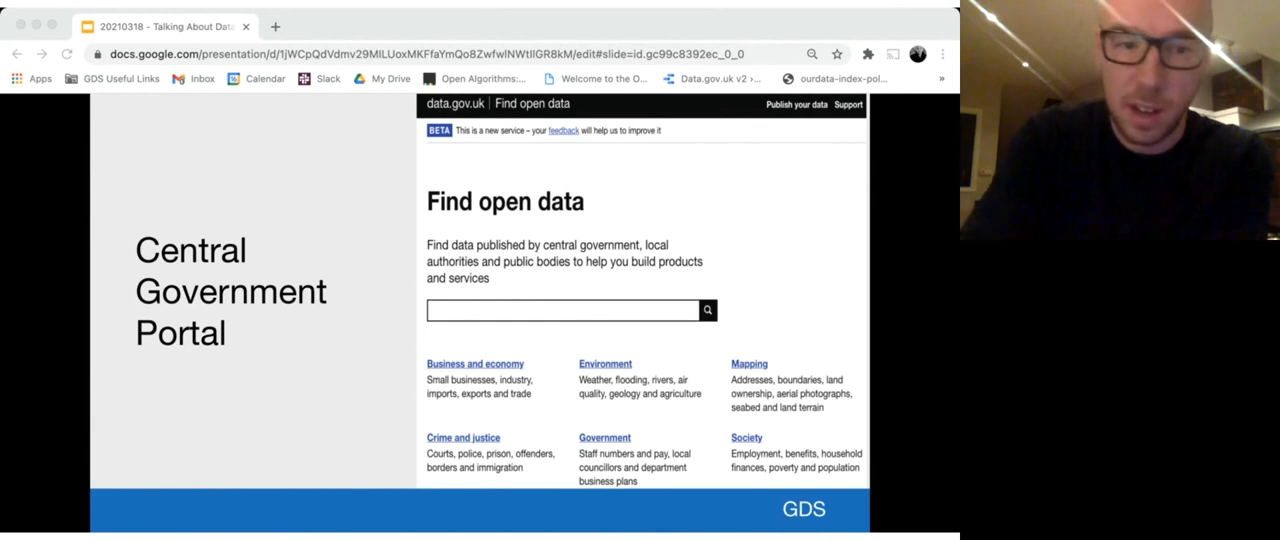 20210318 - Talking About Data
docs.google.com/presentation/d/1jWCpQdVdmv29MILUoxMKFfaYmQo8ZwfwlNWtIlGR8kM/edit#slide=id.gc99c8392ec_0_0
Apps GDS Useful Links Inbox Calendar Slack My Drive Open Algorithms:... Welcome to the O... Data.gov.uk v2 ›... ourdata-index-pol... »
data.gov.uk | Find open data Publish your data Support
BETA This is a new service – your feedback will help us to improve it
Central
Government
Portal
Find open data
Find data published by central government, local
authorities and public bodies to help you build products
and services
Business and economy
Small businesses, industry,
imports, exports and trade
Environment
Weather, flooding, rivers, air
quality, geology and agriculture
Mapping
Addresses, boundaries, land
ownership, aerial photographs,
seabed and land terrain
Crime and justice
Courts, police, prison, offenders,
borders and immigration
Government
Staff numbers and pay, local
councillors and department
business plans
Society
Employment, benefits, household
finances, poverty and population
GDS